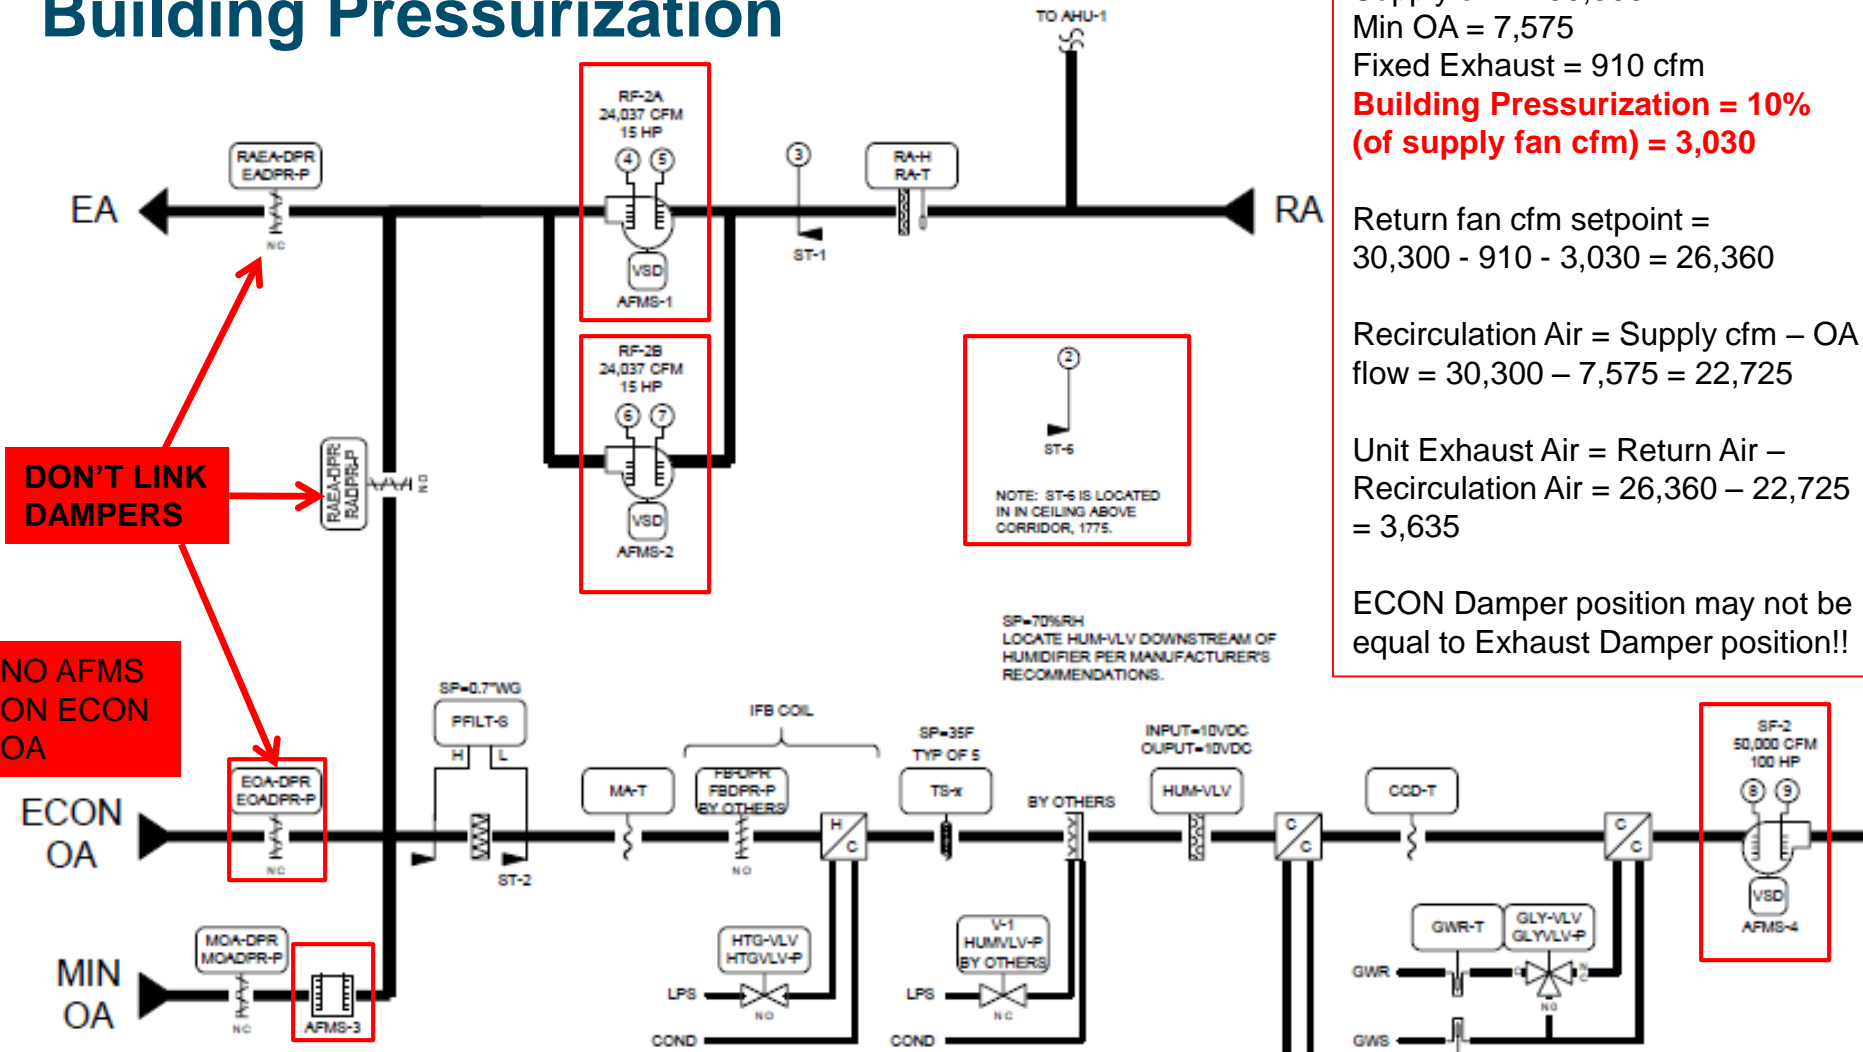 Building Pressurization
TO AHU-1
Min OA = 7,575
Fixed Exhaust = 910 cfm
Building Pressurization = 10%
(of supply fan cfm) = 3,030
Return fan cfm setpoint =
30,300 - 910 - 3,030 = 26,360
Recirculation Air = Supply cfm – OA
flow = 30,300 – 7,575 = 22,725
Unit Exhaust Air = Return Air –
Recirculation Air = 26,360 – 22,725
= 3,635
ECON Damper position may not be
equal to Exhaust Damper position!!
RF-2A
24,037 CFM
15 HP
4 5
VSD
AFMS-1
RAEA-DPR
EADPR-P
NC
EA
3
ST-1
RA-H
RA-T
RA
RF-2B
24,037 CFM
15 HP
6 7
VSD
AFMS-2
2
ST-6
NOTE: ST-6 IS LOCATED
IN IN CEILING ABOVE
CORRIDOR, 1775.
DON'T LINK
DAMPERS
RAEA-DPR
RADPR-P
NO
NO AFMS
ON ECON
OA
SP=70%RH
LOCATE HUM-VLV DOWNSTREAM OF
HUMIDIFIER PER MANUFACTURER'S
RECOMMENDATIONS.
ECON
OA
EOA-DPR
EOADPR-P
NC
SP=0.7"WG
PFILT-S
H L
ST-2
MA-T
IFB COIL
FB-DPR
FBDPR-P
BY OTHERS
NO
H
C
SP=35F
TYP OF 5
TS-x
BY OTHERS
INPUT=10VDC
OUPUT=10VDC
HUM-VLV
C
C
CCD-T
C
C
SF-2
50,000 CFM
100 HP
8 9
VSD
AFMS-4
MIN
OA
MOA-DPR
MOADPR-P
NC
AFMS-3
HTG-VLV
HTGVLV-P
LPS
NO
COND
V-1
HUMVLV-P
BY OTHERS
LPS
NC
COND
GWR-T
GLY-VLV
GLYVLV-P
GWR
C
NC
NO
GWS